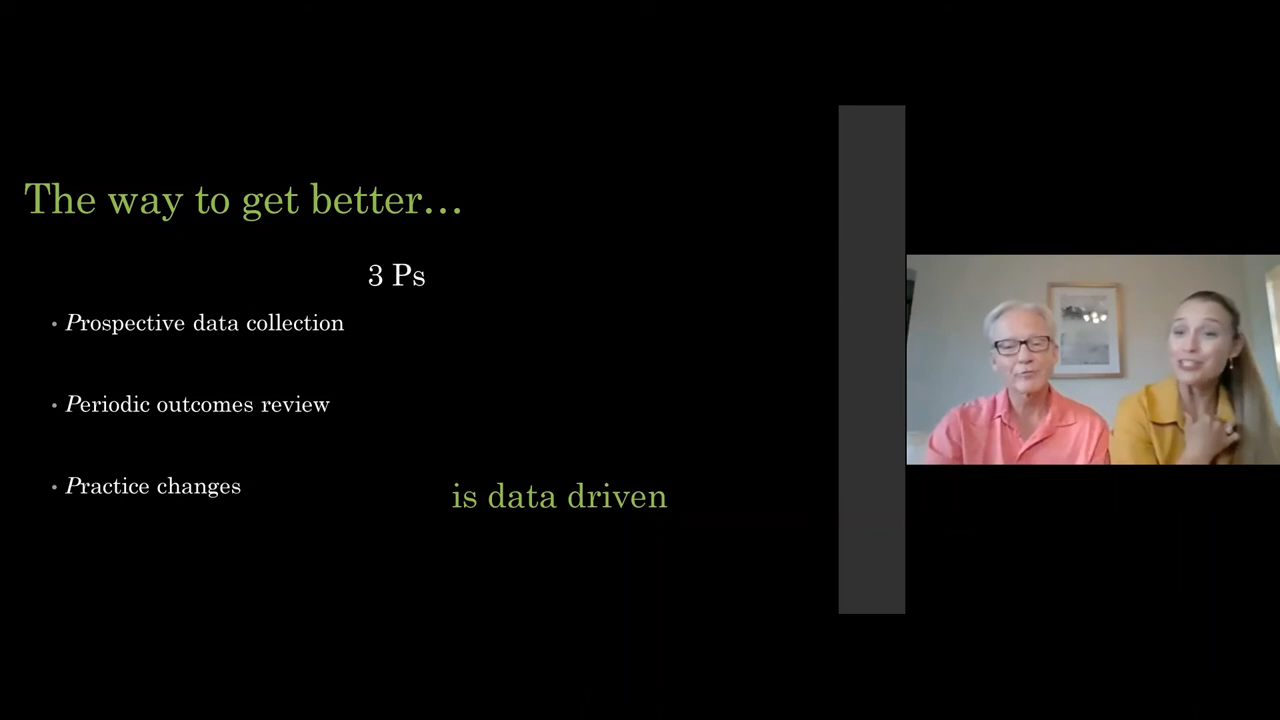 The way to get better...
3 Ps
• Prospective data collection
• Periodic outcomes review
• Practice changes
is data driven